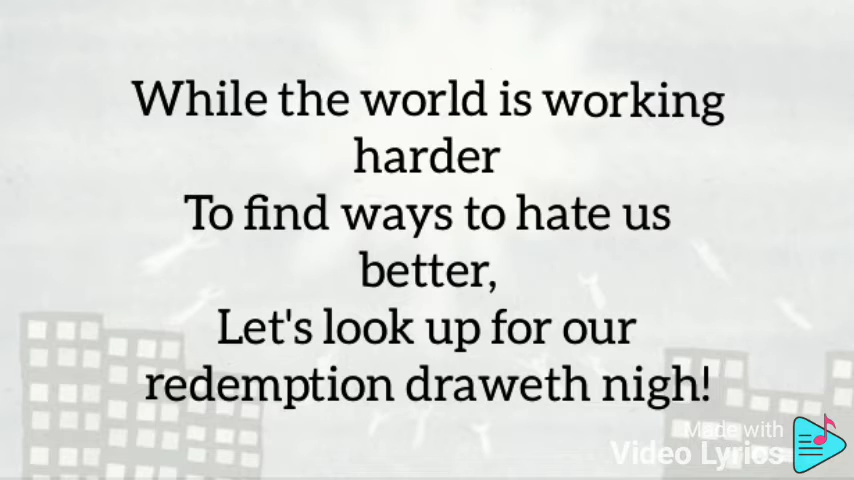 While the world is working
harder
To find ways to hate us
better,
Let's look up for our
redemption draweth nigh!
Made with
Video Lyrics